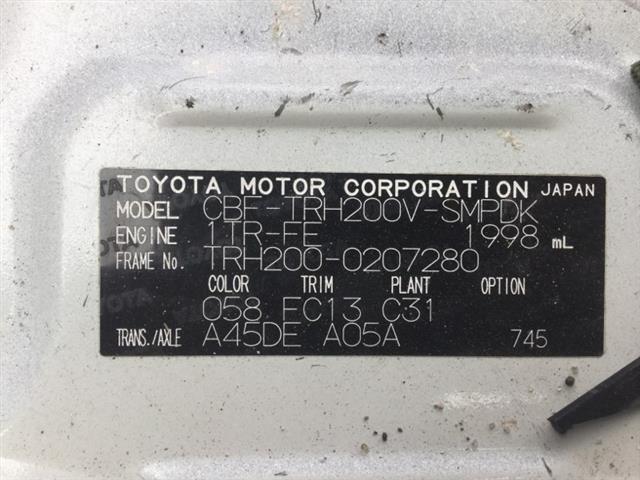 TOYOTA MOTOR CORPORATION JAPAN
MODEL CBF-TRH200V-SMPDK
ENGINE 1TR-FE 1998 mL
FRAME No. TRH200-0207280
COLOR TRIM PLANT OPTION
058 FC13 C31
TRANS./AXLE A45DE A05A 745